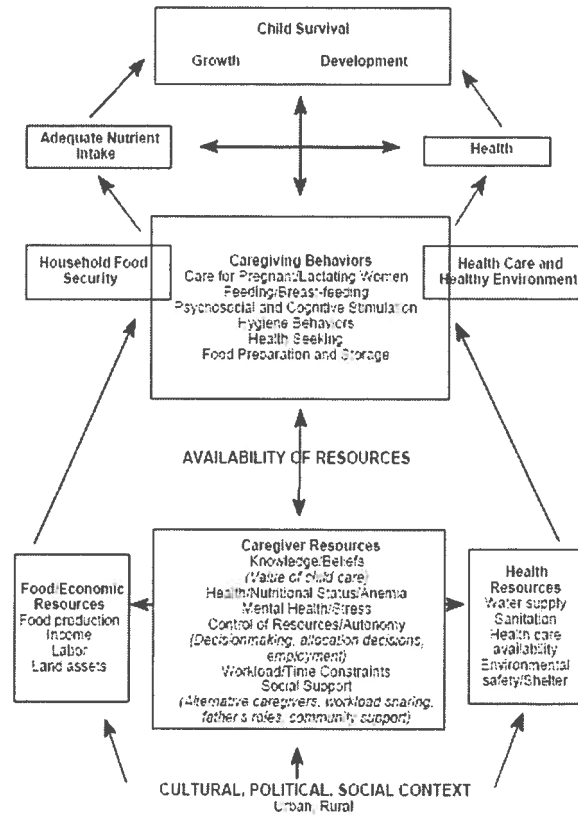 Child Survival
Growth Development
Adequate Nutrient
Intake
Health
Household Food
Security
Caregiving Behaviors
Care for Pregnant/Lactating Women
Feeding/Breast-feeding
Psychosocial and Cognitive Stimulation
Hygiene Behaviors
Health Seeking
Food Preparation and Storage
Health Care and
Healthy Environment
AVAILABILITY OF RESOURCES
Food/Economic
Resources
Food production
Income
Labor
Land assets
Caregiver Resources
Knowledge/Beliefs
(Value of child care)
Health/Nutritional Status/Anemia
Mental Health/Stress
Control of Resources/Autonomy
(Decisionmaking, allocation decisions,
employment)
Workload/Time Constraints
Social Support
(Alternative caregivers, workload sharing,
father's roles, community support)
Health
Resources
Water supply
Sanitation
Health care
availability
Environmental
safety/Shelter
CULTURAL, POLITICAL, SOCIAL CONTEXT
Urban, Rural